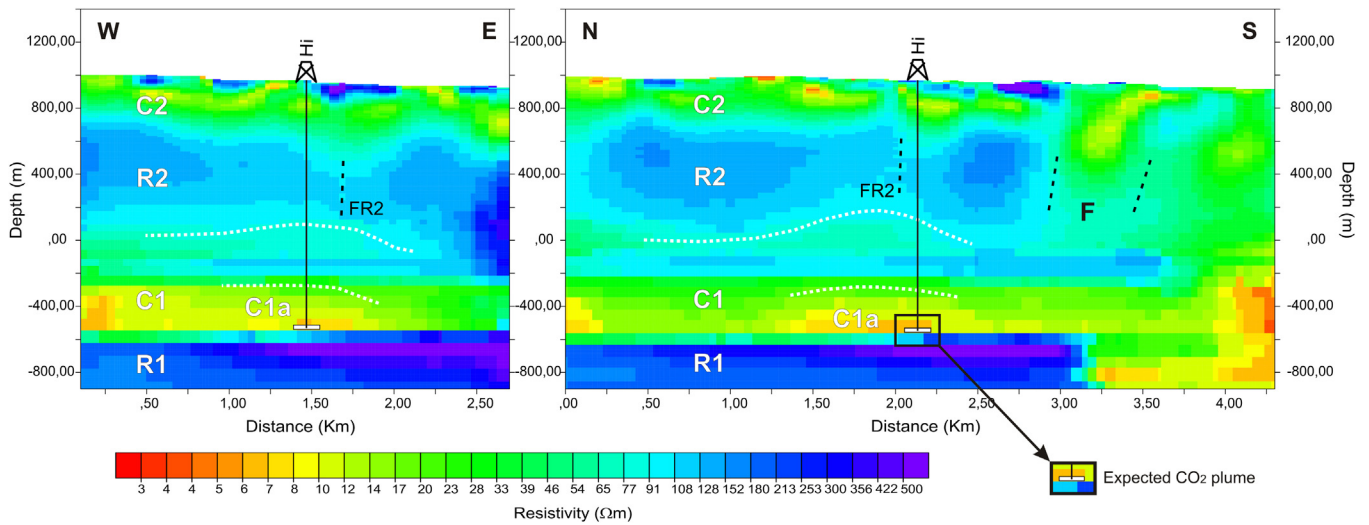 W Hi E
N Hi S
1200,00
800,00
400,00
,00
-400,00
-800,00
Depth (m)
C2
R2
FR2
C1
C1a
R1
,50 1,00 1,50 2,00 2,50
Distance (Km)
1200,00
800,00
400,00
,00
-400,00
-800,00
C2
R2
FR2
F
C1
C1a
R1
,00 ,50 1,00 1,50 2,00 2,50 3,00 3,50 4,00
Distance (Km)
1200,00
800,00
400,00
,00
-400,00
-800,00
Depth (m)
3 4 4 5 6 7 8 10 12 14 17 20 23 28 33 39 46 54 65 77 91 108 128 152 180 213 253 300 356 422 500
Resistivity (Ωm)
Expected CO2 plume